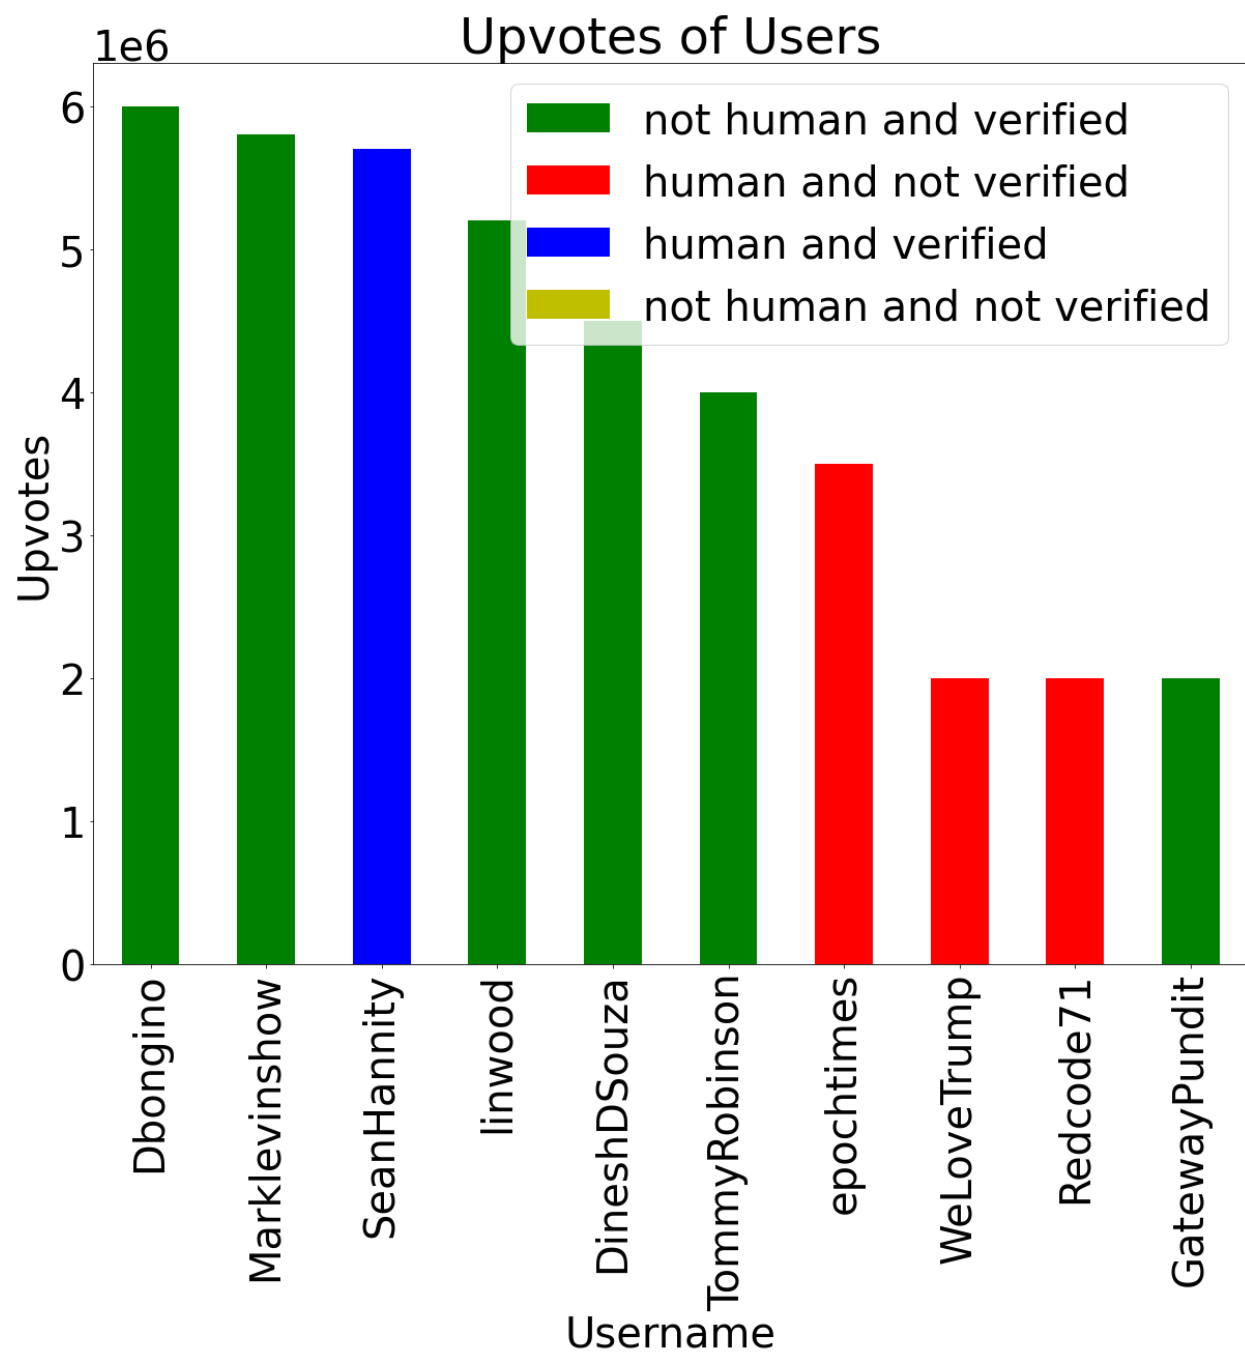 Upvotes of Users
1e6
not human and verified
human and not verified
human and verified
not human and not verified
6
5
4
3
2
1
0
Upvotes
Dbongino
Marklevinshow
SeanHannity
linwood
DineshDSouza
TommyRobinson
epochtimes
WeLoveTrump
Redcode71
GatewayPundit
Username